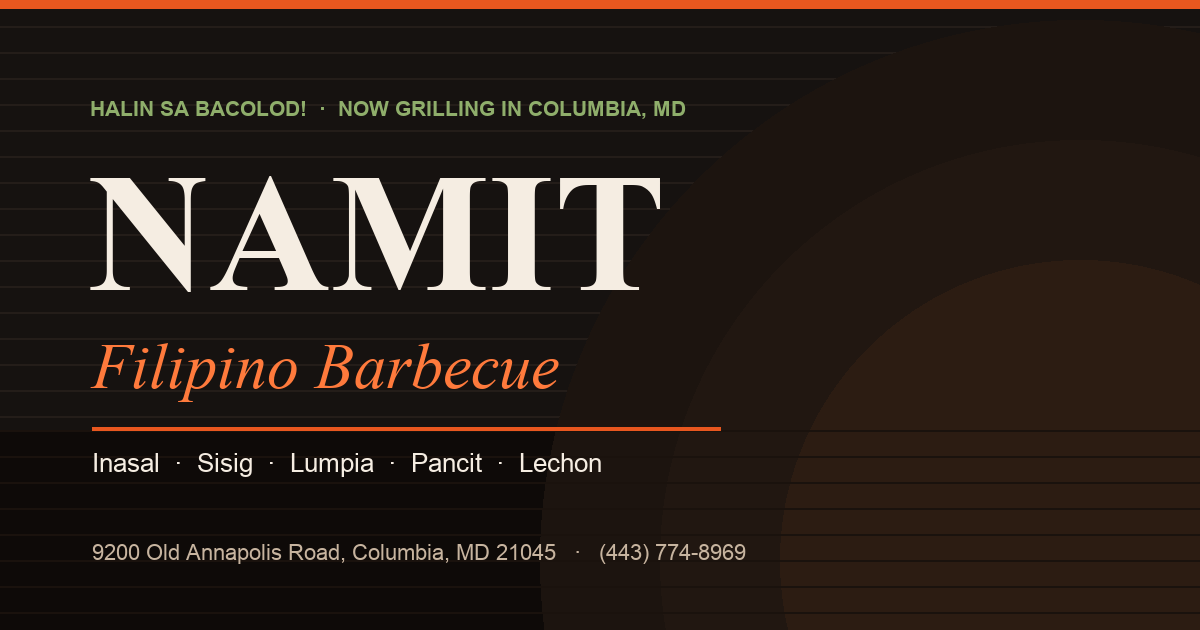 HALIN SA BACOLOD! · NOW GRILLING IN COLUMBIA, MD
NAMIT
Filipino Barbecue
Inasal · Sisig · Lumpia · Pancit · Lechon
9200 Old Annapolis Road, Columbia, MD 21045 · (443) 774-8969